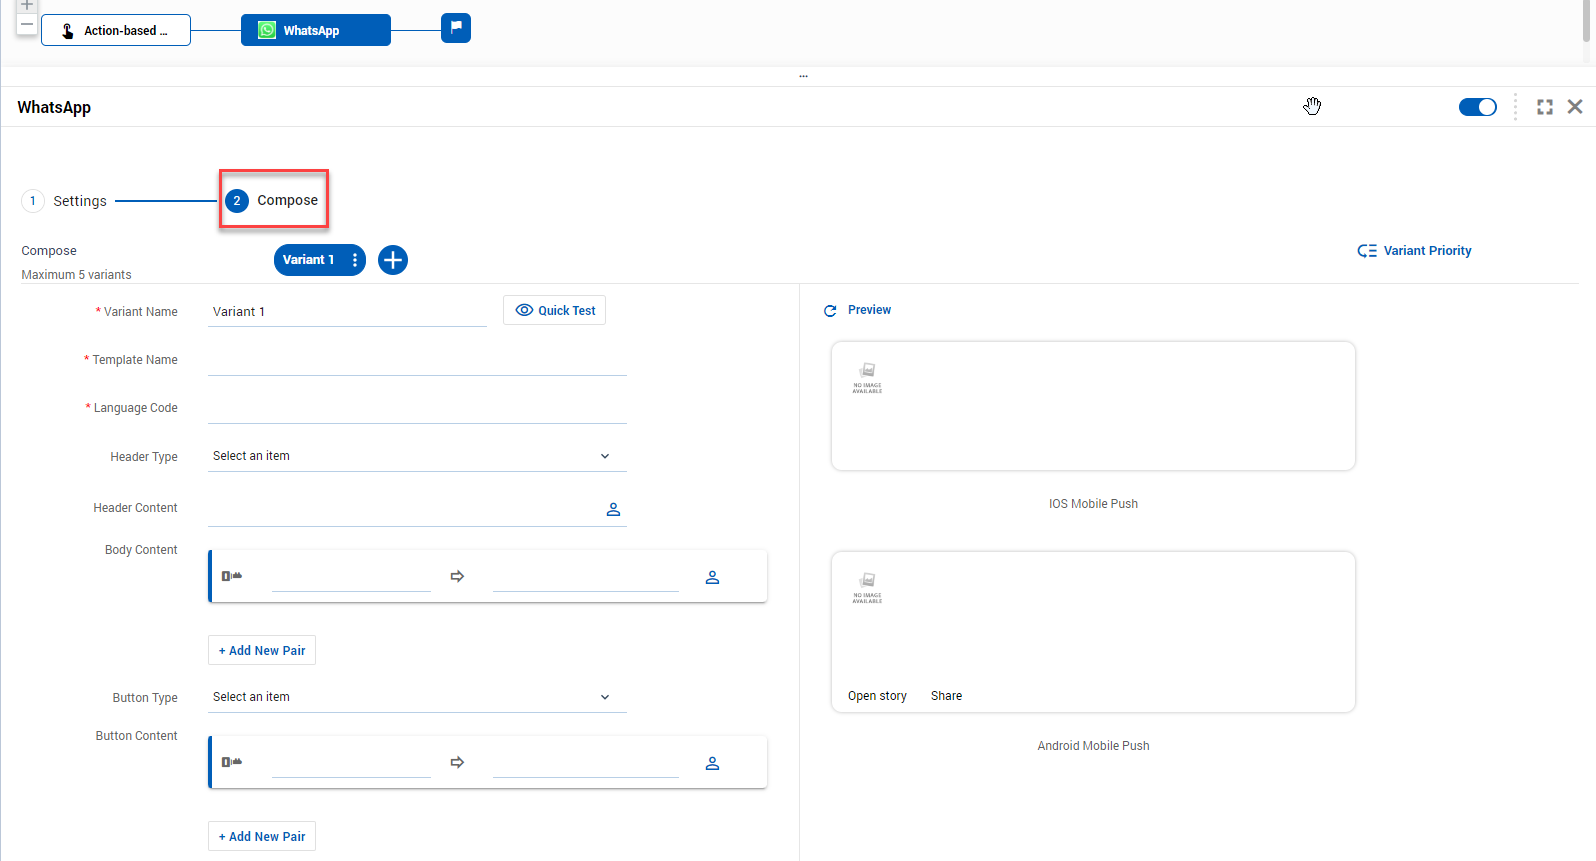 Action-based ...
WhatsApp
WhatsApp
1 Settings
2 Compose
Compose
Maximum 5 variants
Variant 1
Variant Priority
* Variant Name
Variant 1
Quick Test
* Template Name
* Language Code
Header Type
Select an item
Header Content
Body Content
+ Add New Pair
Button Type
Select an item
Button Content
+ Add New Pair
Preview
NO IMAGE
AVAILABLE
IOS Mobile Push
NO IMAGE
AVAILABLE
Open story Share
Android Mobile Push